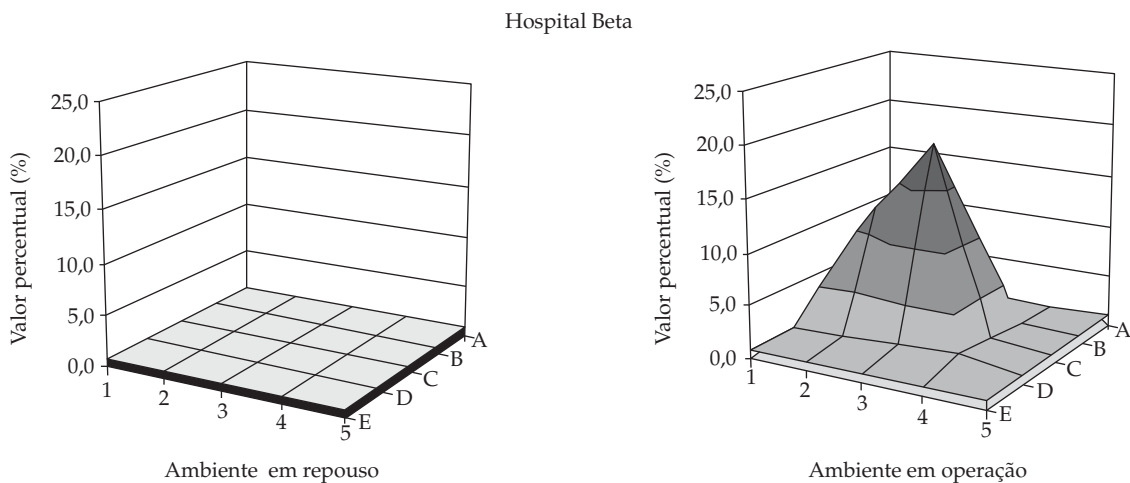 Hospital Beta
Valor percentual (%)
25,0
20,0
15,0
10,0
5,0
0,0
1
2
3
4
5
E
D
C
B
A
Ambiente em repouso
Valor percentual (%)
25,0
20,0
15,0
10,0
5,0
0,0
1
2
3
4
5
E
D
C
B
A
Ambiente em operação